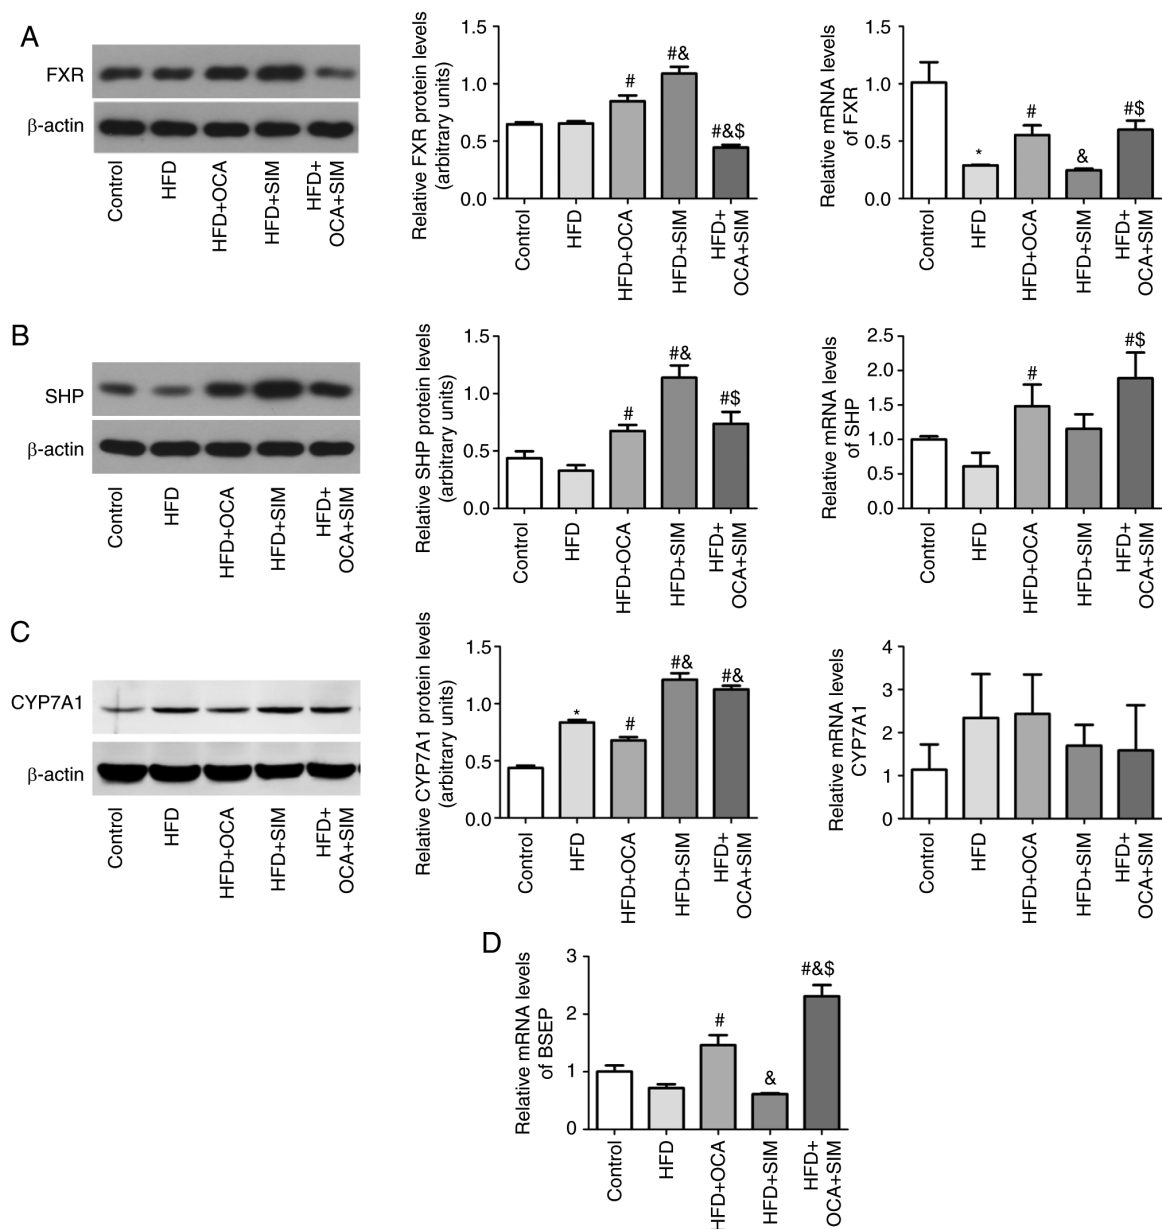 A
FXR
β-actin
Control
HFD
HFD+OCA
HFD+SIM
HFD+
OCA+SIM
Relative FXR protein levels
(arbitrary units)
1.5
1.0
0.5
0.0
#
#&
#&$
Control
HFD
HFD+OCA
HFD+SIM
HFD+
OCA+SIM
Relative mRNA levels
of FXR
1.5
1.0
0.5
0.0
*
#
&
#$
Control
HFD
HFD+OCA
HFD+SIM
HFD+
OCA+SIM
B
SHP
β-actin
Control
HFD
HFD+OCA
HFD+SIM
HFD+
OCA+SIM
Relative SHP protein levels
(arbitrary units)
1.5
1.0
0.5
0.0
#
#&
#$
Control
HFD
HFD+OCA
HFD+SIM
HFD+
OCA+SIM
Relative mRNA levels
of SHP
2.5
2.0
1.5
1.0
0.5
0.0
#
#$
Control
HFD
HFD+OCA
HFD+SIM
HFD+
OCA+SIM
C
CYP7A1
β-actin
Control
HFD
HFD+OCA
HFD+SIM
HFD+
OCA+SIM
Relative CYP7A1 protein levels
(arbitrary units)
1.5
1.0
0.5
0.0
*
#
#&
#&
Control
HFD
HFD+OCA
HFD+SIM
HFD+
OCA+SIM
Relative mRNA levels
CYP7A1
4
3
2
1
0
Control
HFD
HFD+OCA
HFD+SIM
HFD+
OCA+SIM
D
Relative mRNA levels
of BSEP
3
2
1
0
#
&
#&$
Control
HFD
HFD+OCA
HFD+SIM
HFD+
OCA+SIM